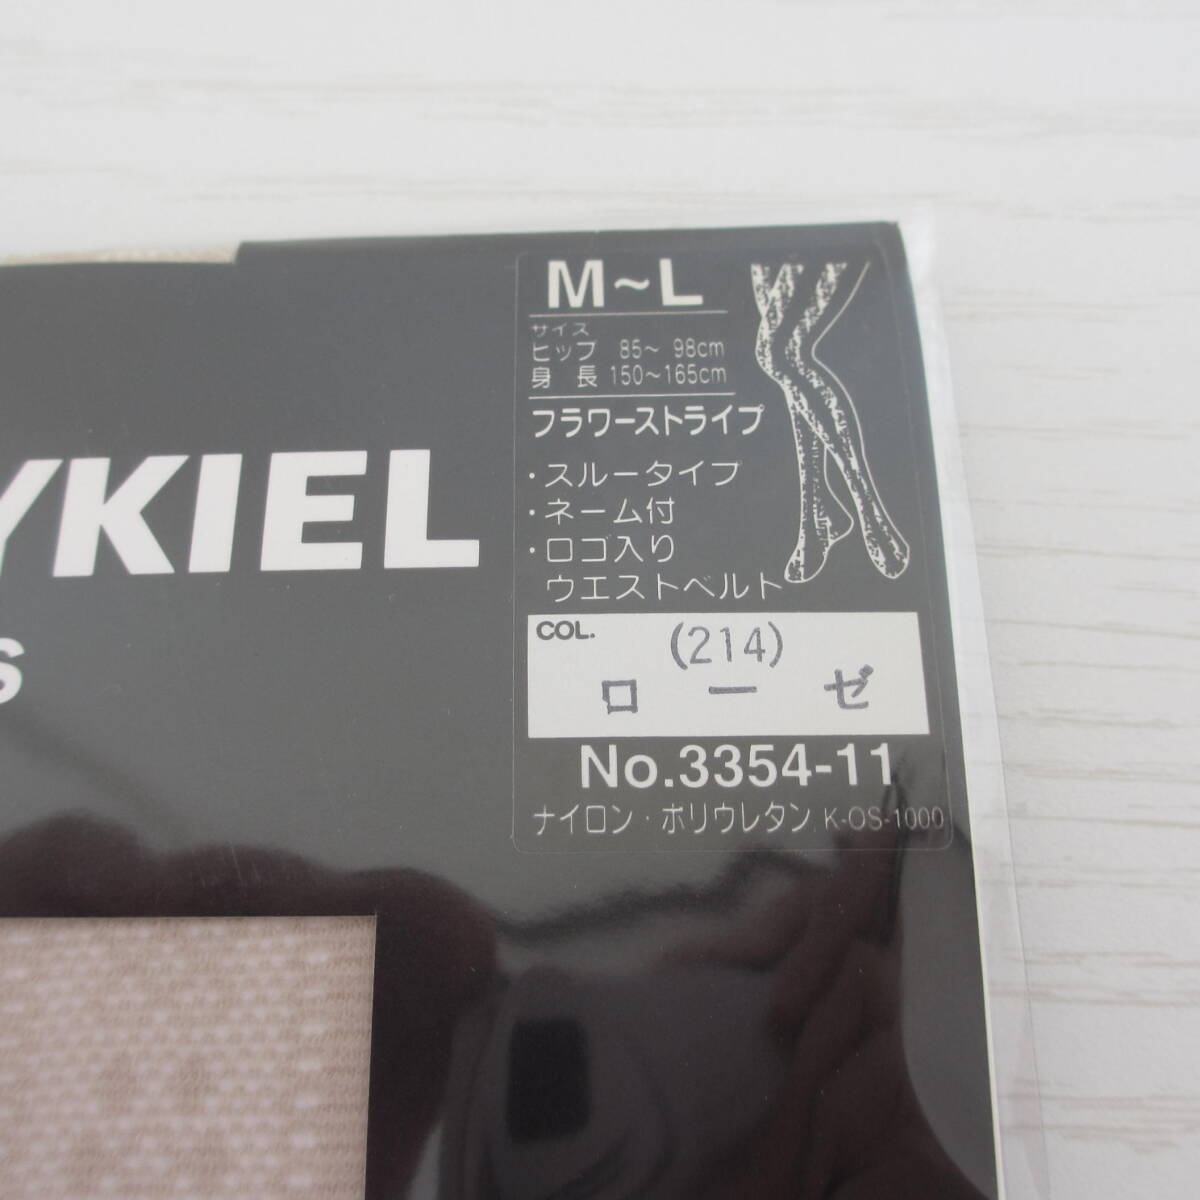 YKIEL
S
M~L
サイズ
ヒップ 85~ 98cm
身 長 150~165cm
フラワーストライプ
・スルータイプ
・ネーム付
・ロゴ入り
ウエストベルト
COL.
(214)
ローゼ
No.3354-11
ナイロン・ポリウレタン K-OS-1000